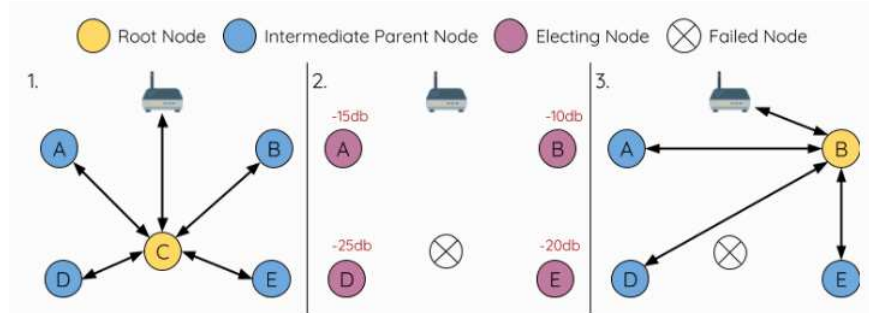 Root Node Intermediate Parent Node Electing Node Failed Node
1. 2. 3.
-15db -10db
A B A B A B
C
-25db -20db
D E D E D E